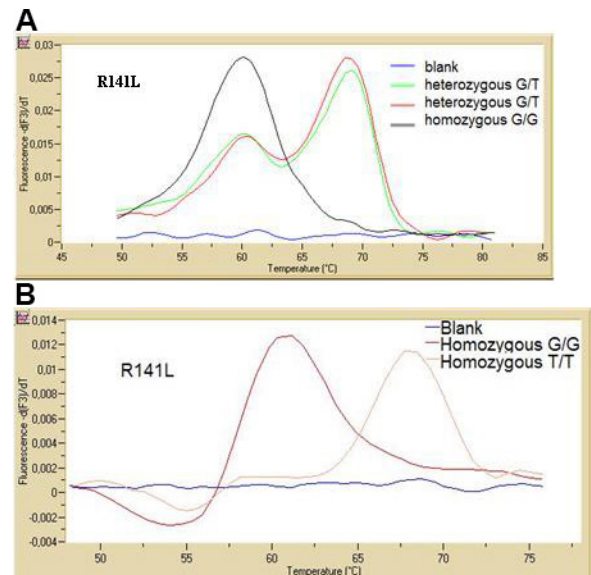 A
R141L
blank
heterozygous G/T
heterozygous G/T
homozygous G/G
Fluorescence -d(F3)/dT
0,03
0,025
0,02
0,015
0,01
0,005
0
45 50 55 60 65 70 75 80 85
Temperature (°C)
B
R141L
Blank
Homozygous G/G
Homozygous T/T
Fluorescence -d(F3)/dT
0,014
0,012
0,010
0,008
0,006
0,004
0,002
0
-0,002
-0,004
50 55 60 65 70 75
Temperature (°C)